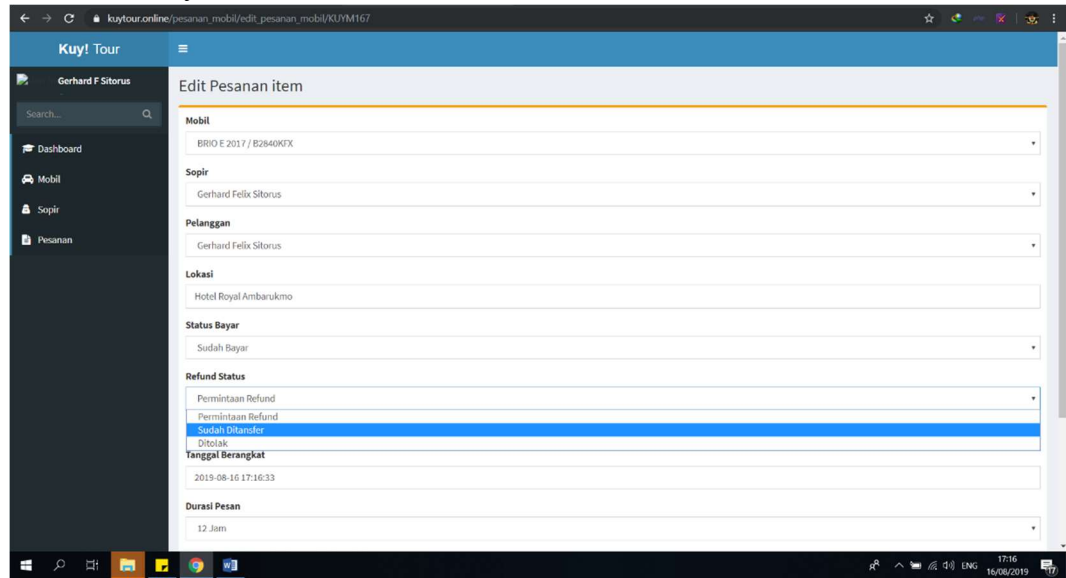 kuytour.online/pesanan_mobil/edit_pesanan_mobil/KUYM167
Kuy! Tour
Gerhard F Sitorus
Search...
Dashboard
Mobil
Sopir
Pesanan
Edit Pesanan item
Mobil
BRIO E 2017 / B2840KFX
Sopir
Gerhard Felix Sitorus
Pelanggan
Gerhard Felix Sitorus
Lokasi
Hotel Royal Ambarukmo
Status Bayar
Sudah Bayar
Refund Status
Permintaan Refund
Permintaan Refund
Sudah Ditansfer
Ditolak
Tanggal Berangkat
2019-08-16 17:16:33
Durasi Pesan
12 Jam
ENG
17:16
16/08/2019